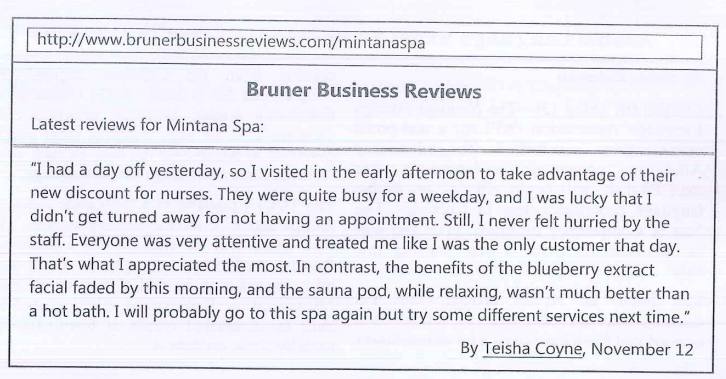 http://www.brunerbusinessreviews.com/mintanaspa
Bruner Business Reviews
Latest reviews for Mintana Spa:
"I had a day off yesterday, so I visited in the early afternoon to take advantage of their
new discount for nurses. They were quite busy for a weekday, and I was lucky that I
didn't get turned away for not having an appointment. Still, I never felt hurried by the
staff. Everyone was very attentive and treated me like I was the only customer that day.
That's what I appreciated the most. In contrast, the benefits of the blueberry extract
facial faded by this morning, and the sauna pod, while relaxing, wasn't much better than
a hot bath. I will probably go to this spa again but try some different services next time."
By Teisha Coyne, November 12